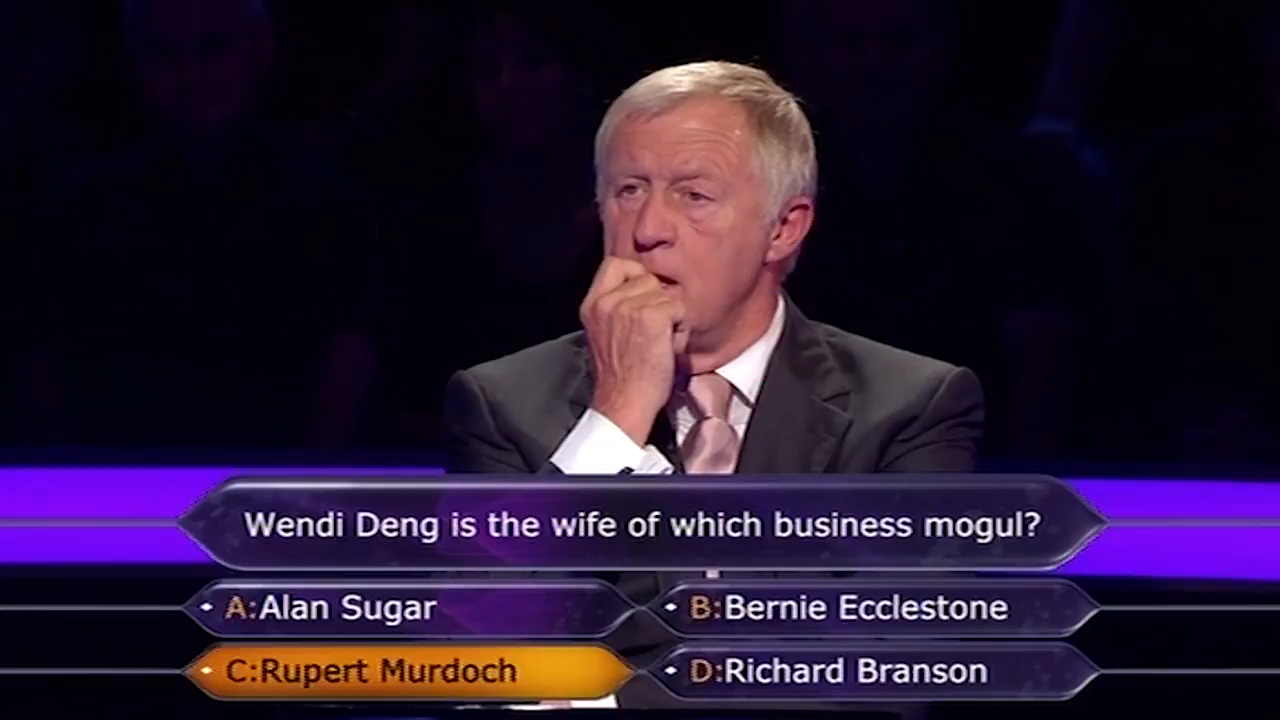 Wendi Deng is the wife of which business mogul?
A:Alan Sugar
B:Bernie Ecclestone
C:Rupert Murdoch
D:Richard Branson